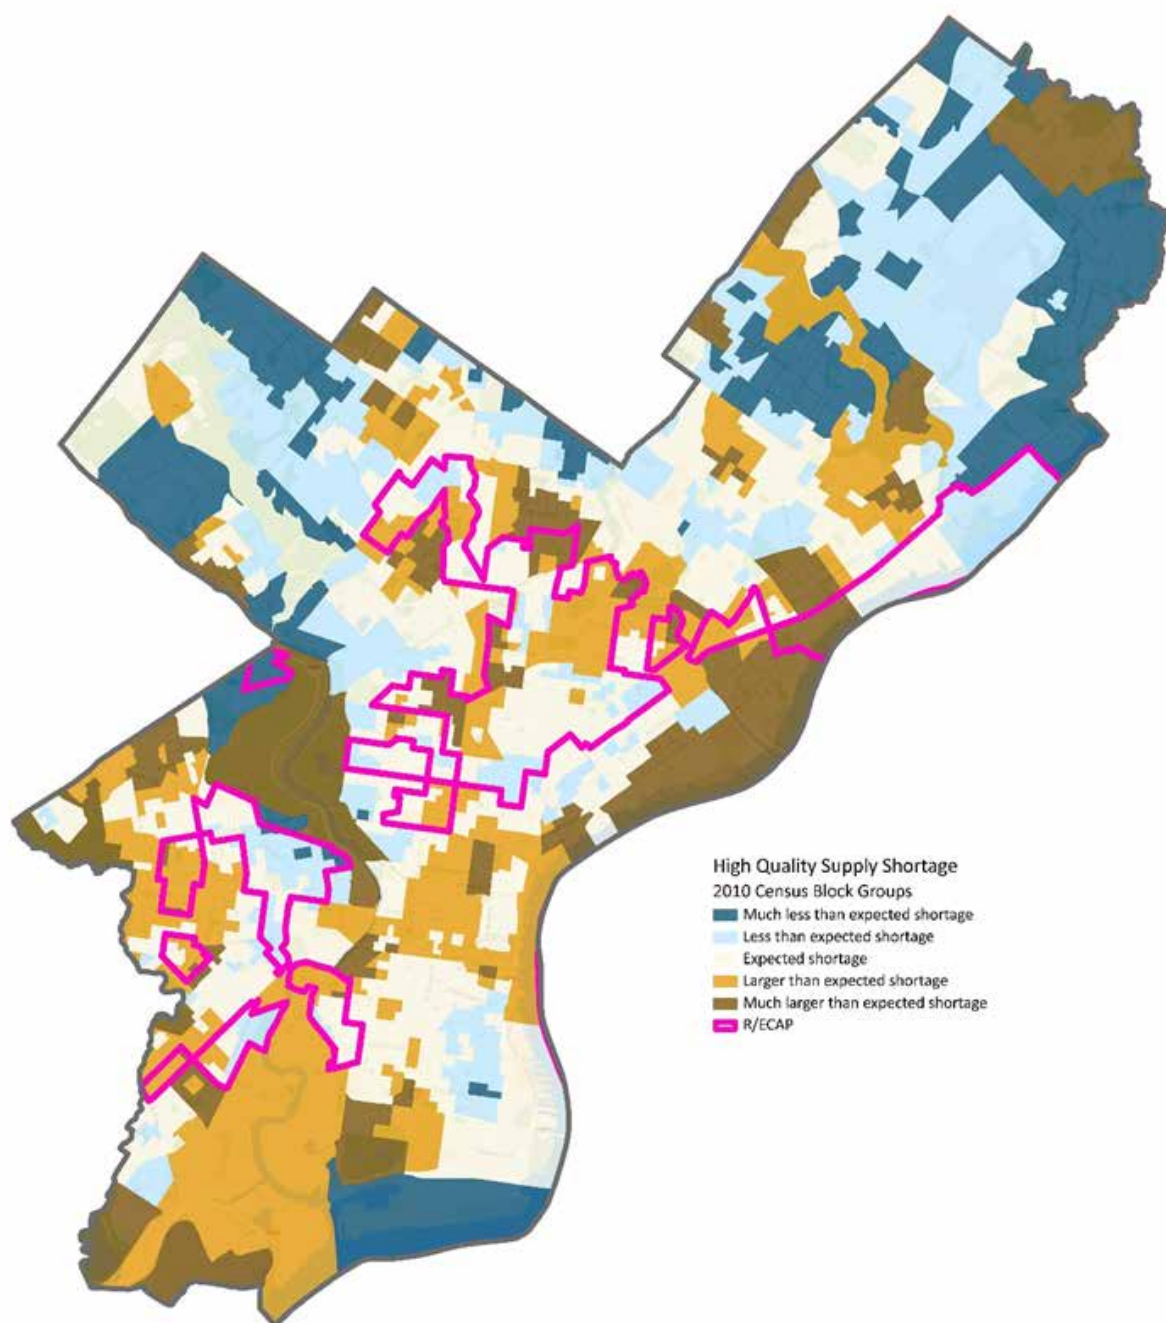 High Quality Supply Shortage
2010 Census Block Groups
Much less than expected shortage
Less than expected shortage
Expected shortage
Larger than expected shortage
Much larger than expected shortage
R/ECAP